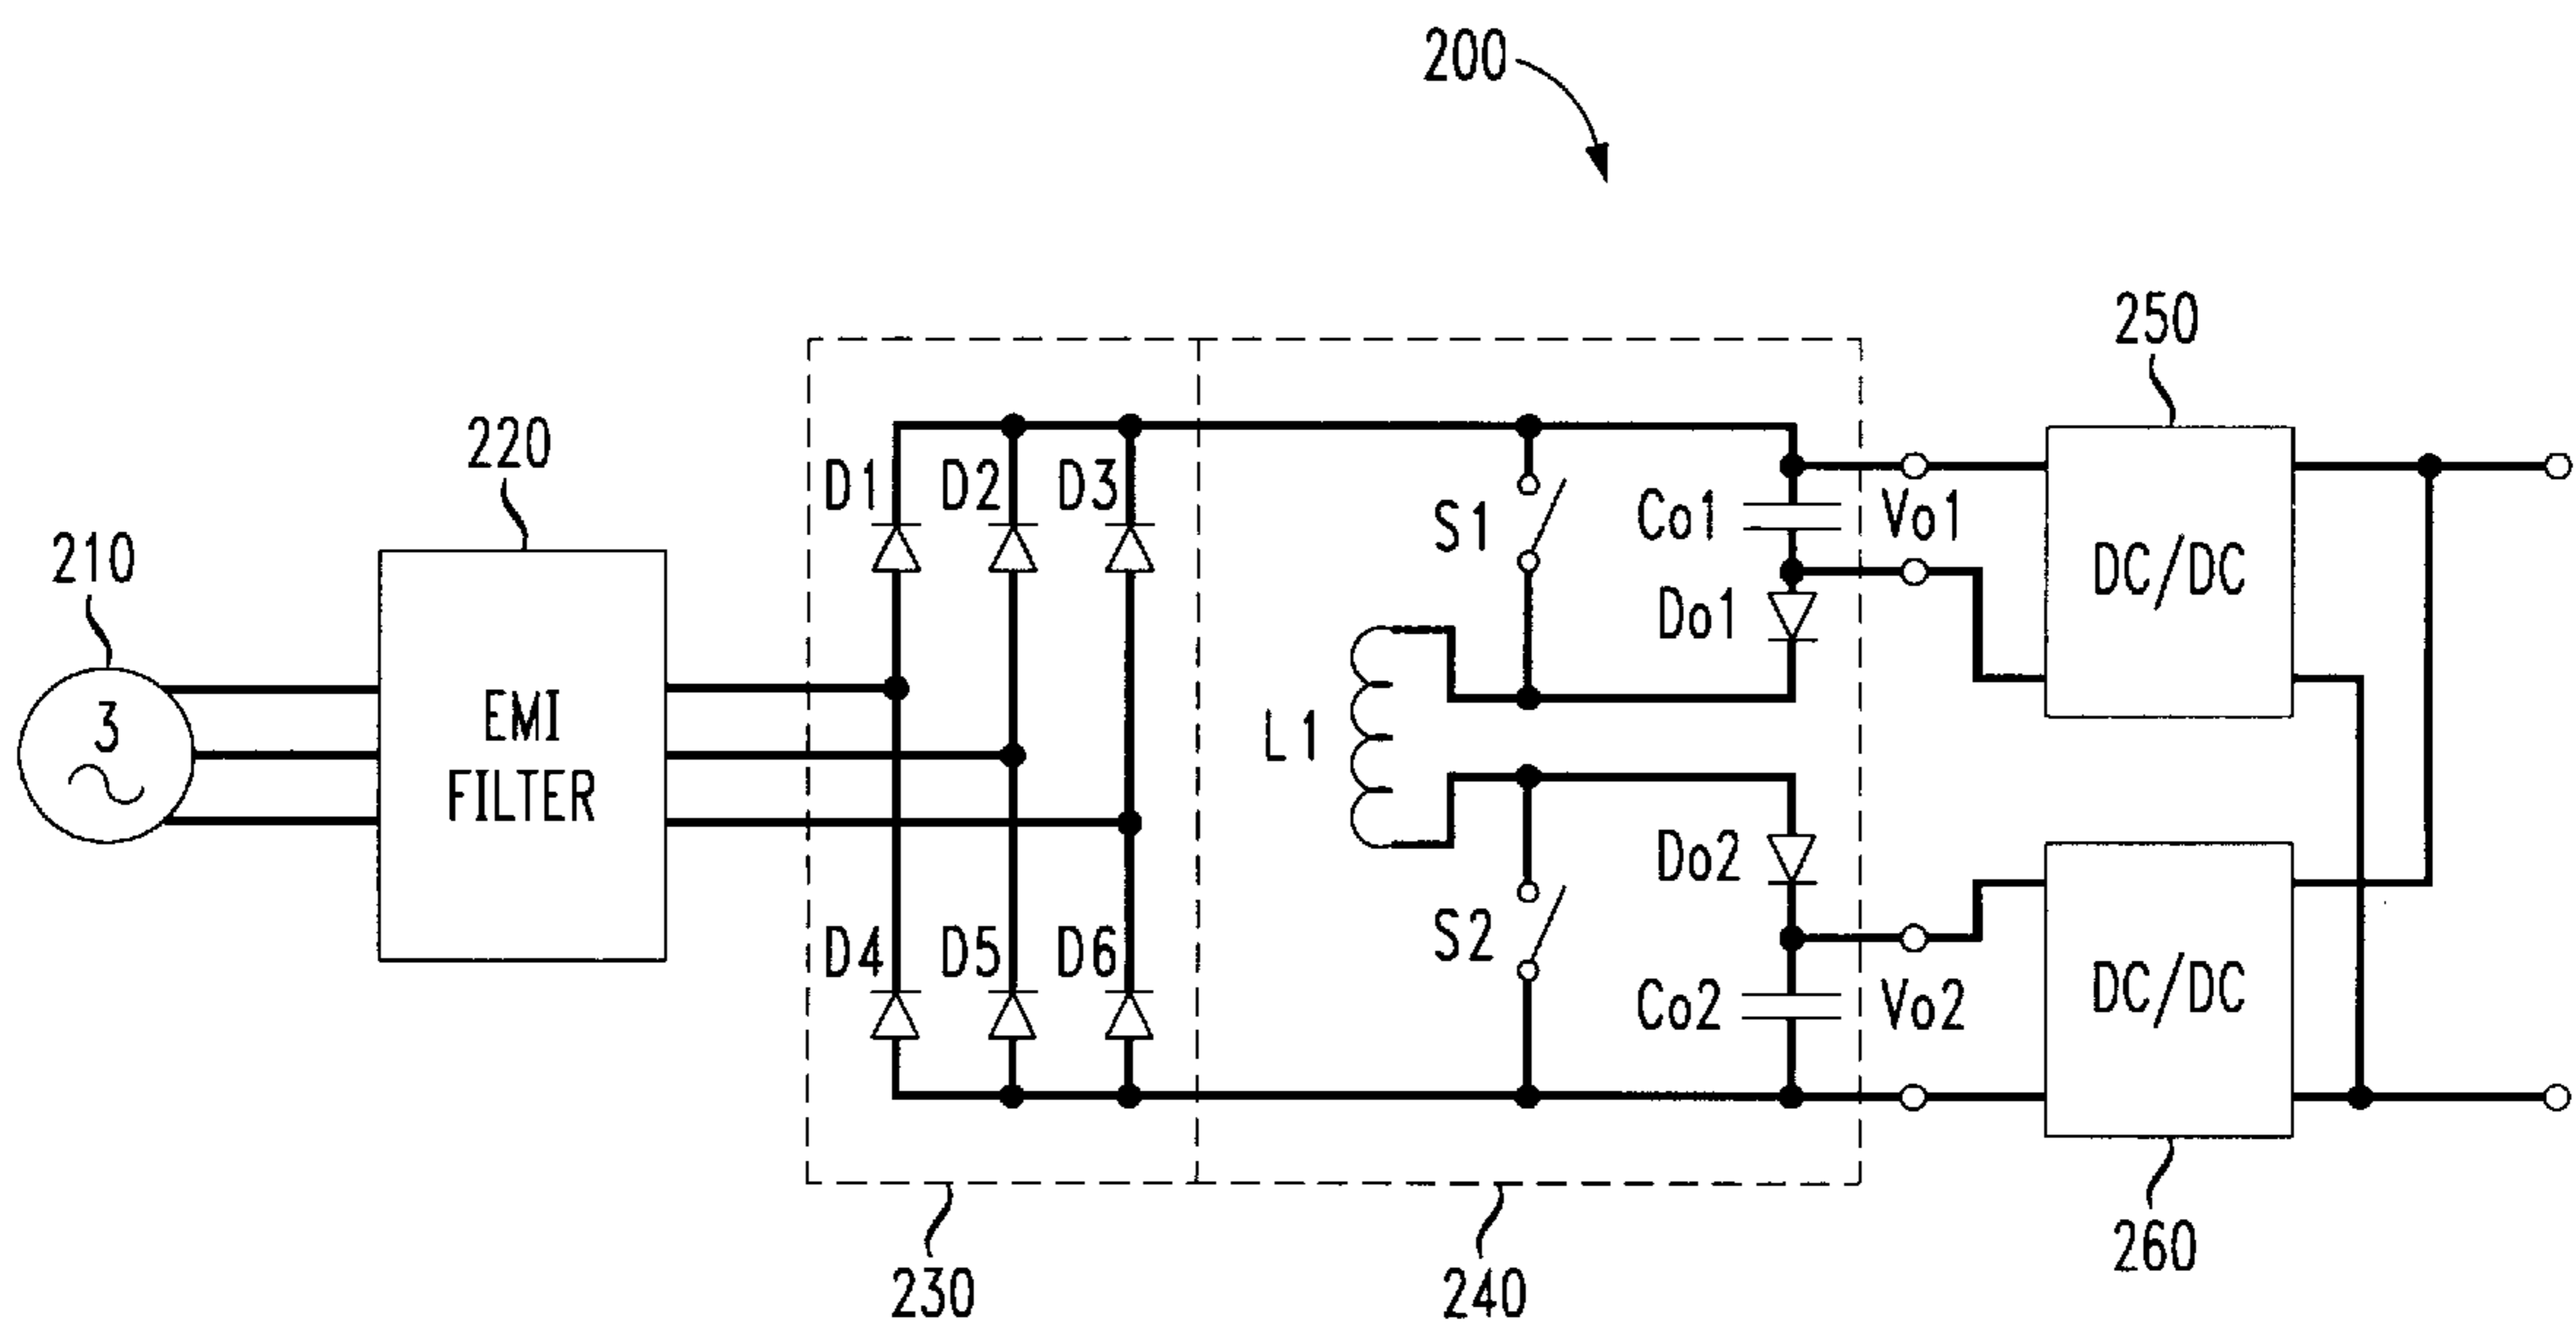 200
210
3
220
EMI
FILTER
D1
D2
D3
D4
D5
D6
230
S1
L1
S2
Co1
Do1
Do2
Co2
240
Vo1
Vo2
250
DC/DC
DC/DC
260